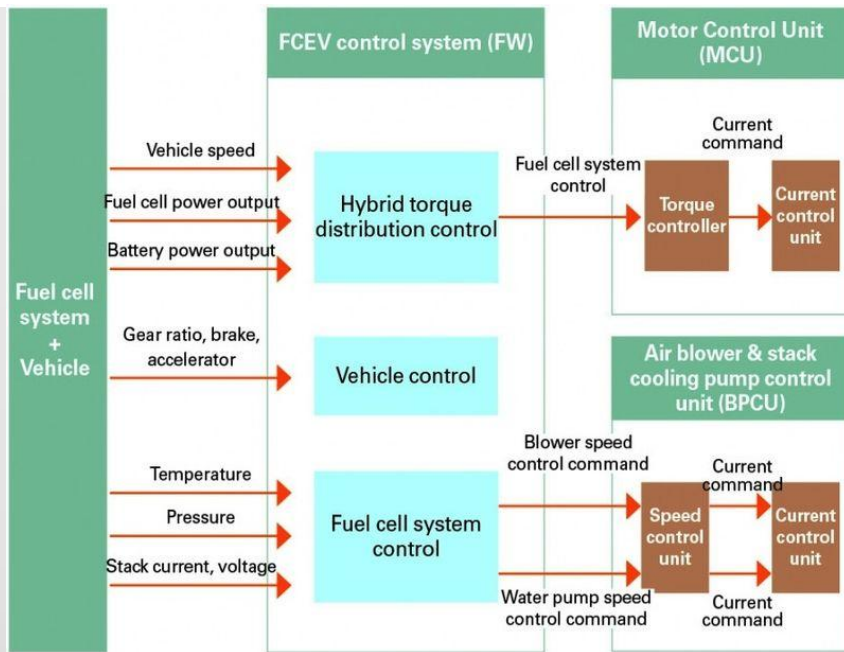 FCEV control system (FW)
Motor Control Unit
(MCU)
Fuel cell
system
+
Vehicle
Vehicle speed
Fuel cell power output
Battery power output
Gear ratio, brake,
accelerator
Temperature
Pressure
Stack current, voltage
Hybrid torque
distribution control
Vehicle control
Fuel cell system
control
Fuel cell system
control
Torque
controller
Current
command
Current
control
unit
Air blower & stack
cooling pump control
unit (BPCU)
Blower speed
control command
Water pump speed
control command
Speed
control
unit
Current
command
Current
command
Current
control
unit